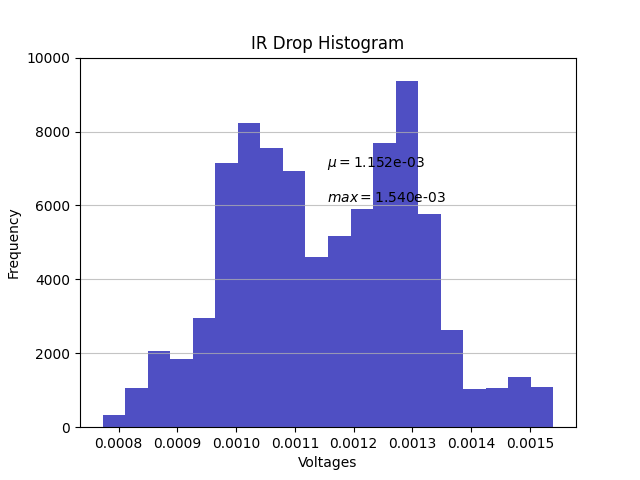 IR Drop Histogram
10000
8000
6000
4000
2000
0
Frequency
μ = 1.152e-03
max = 1.540e-03
0.0008 0.0009 0.0010 0.0011 0.0012 0.0013 0.0014 0.0015
Voltages